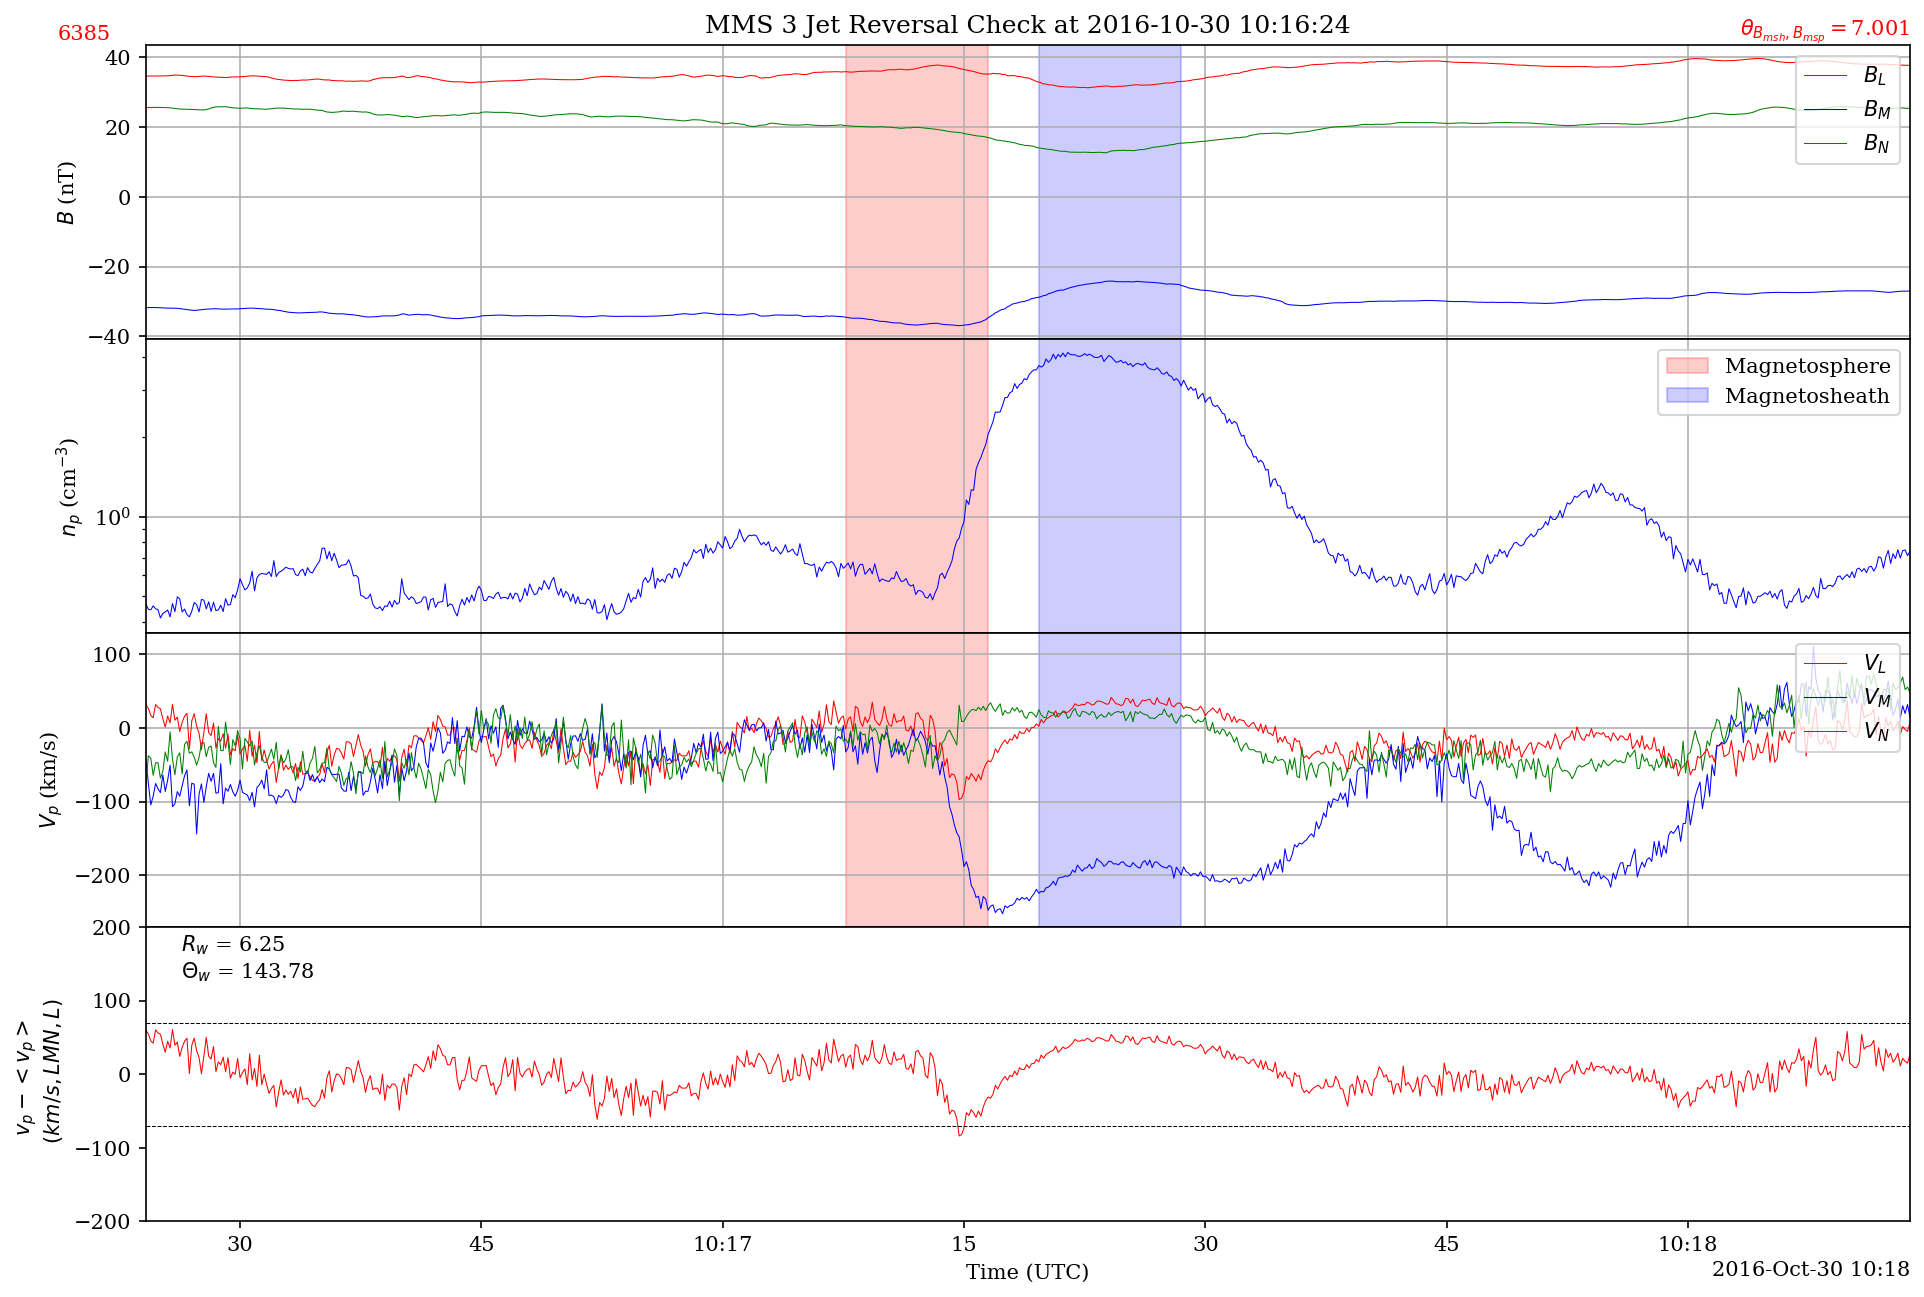 MMS 3 Jet Reversal Check at 2016-10-30 10:16:24
6385
θ_{B_{msh}, B_{msp}} = 7.001
40
20
0
−20
−40
B (nT)
B_L
B_M
B_N
10^0
n_p (cm^{−3})
Magnetosphere
Magnetosheath
100
0
−100
−200
V_p (km/s)
V_L
V_M
V_N
200
100
0
−100
−200
v_p − <v_p>
(km/s, LMN, L)
R_w = 6.25
Θ_w = 143.78
30
45
10:17
15
30
45
10:18
Time (UTC)
2016-Oct-30 10:18